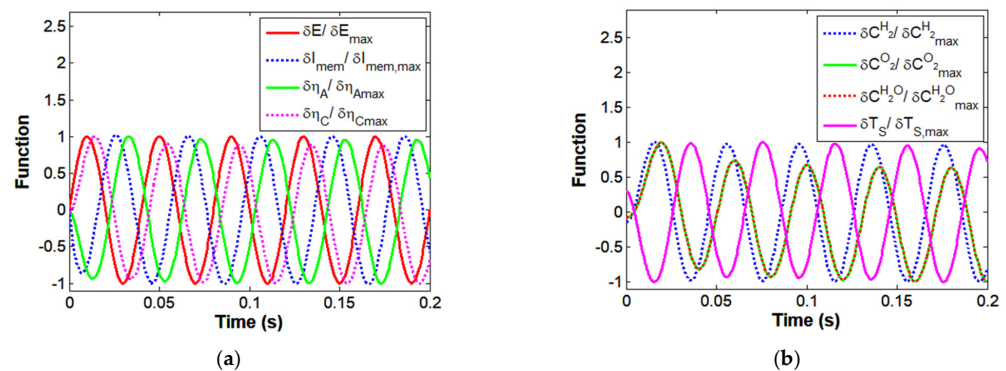 2.5
2
1.5
1
0.5
0
-0.5
-1
Function
0
0.05
0.1
0.15
0.2
Time (s)
δE/ δE_max
δI_mem/ δI_mem,max
δη_A/ δη_Amax
δη_C/ δη_Cmax
(a)
2.5
2
1.5
1
0.5
0
-0.5
-1
Function
0
0.05
0.1
0.15
0.2
Time (s)
δC^H₂/ δC^H₂_max
δC^O₂/ δC^O₂_max
δC^H₂O/ δC^H₂O_max
δT_S/ δT_S,max
(b)